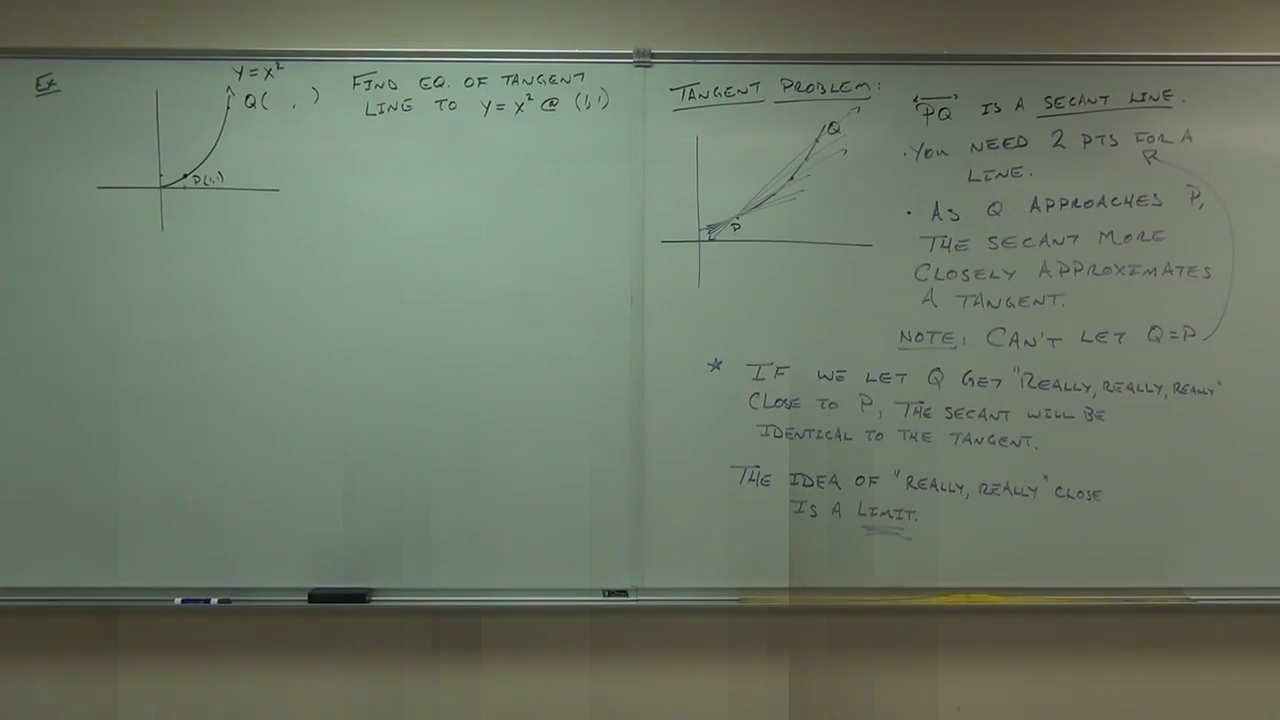 Ex
Y = X²
Q( , )
P(1,1)
FIND EQ. OF TANGENT
LINE TO Y = X² @ (1,1)
TANGENT PROBLEM:
Q
P
PQ IS A SECANT LINE.
• YOU NEED 2 PTS FOR A
LINE.
• AS Q APPROACHES P,
THE SECANT MORE
CLOSELY APPROXIMATES
A TANGENT.
NOTE: CAN'T LET Q=P
* IF WE LET Q GET "REALLY, REALLY, REALLY"
CLOSE TO P, THE SECANT WILL BE
IDENTICAL TO THE TANGENT.
THE IDEA OF "REALLY, REALLY" CLOSE
IS A LIMIT.